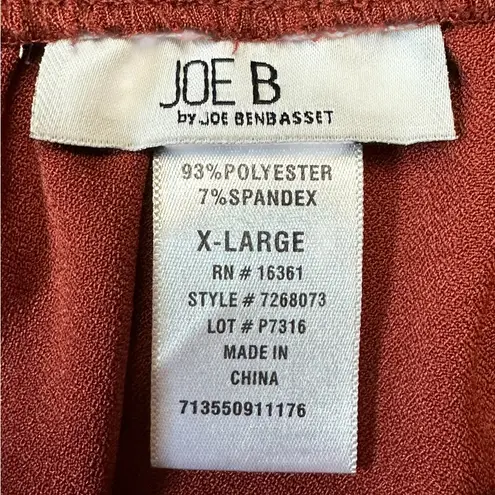 JOE B
by JOE BENBASSET
93%POLYESTER
7%SPANDEX
X-LARGE
RN # 16361
STYLE # 7268073
LOT # P7316
MADE IN
CHINA
713550911176